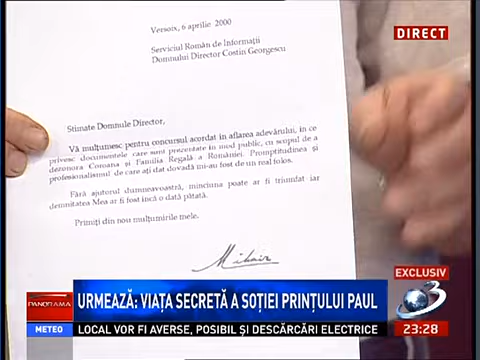 DIRECT
Versoix, 6 aprilie 2000
Serviciul Român de Informații
Domnului Director Costin Georgescu
Stimate Domnule Director,
Vă mulțumesc pentru concursul acordat în aflarea adevărului, în ce
privesc documentele care sunt prezentate în mod public, cu scopul de a
dezonora Coroana și Familia Regală a României. Promptitudinea și
profesionalismul de care ați dat dovadă mi-au fost de un real folos.
Fără ajutorul dumneavoastră, minciuna poate ar fi triumfat iar
demnitatea Mea ar fi fost încă o dată pătată.
Primiți din nou mulțumirile mele.
Mihai R
EXCLUSIV
PANORAMA
URMEAZĂ: VIAȚA SECRETĂ A SOȚIEI PRINȚULUI PAUL
3
METEO
LOCAL VOR FI AVERSE, POSIBIL ȘI DESCĂRCĂRI ELECTRICE
23:28